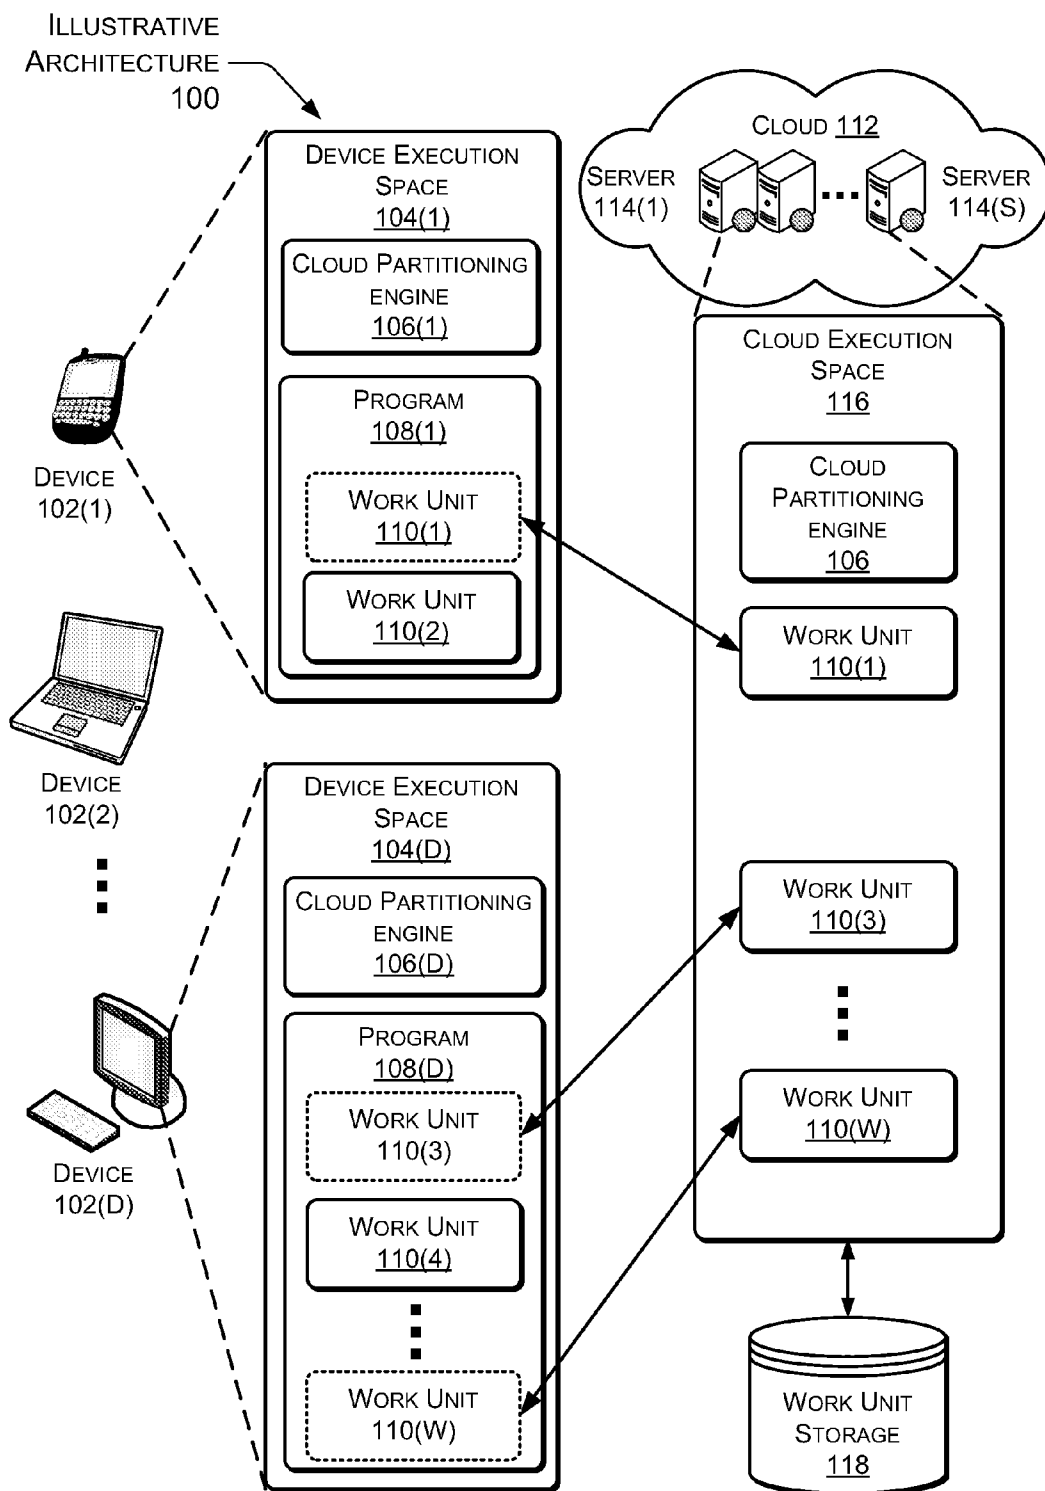 ILLUSTRATIVE
ARCHITECTURE
100
DEVICE EXECUTION
SPACE
104(1)
CLOUD PARTITIONING
ENGINE
106(1)
PROGRAM
108(1)
WORK UNIT
110(1)
WORK UNIT
110(2)
DEVICE
102(1)
DEVICE
102(2)
DEVICE
102(D)
DEVICE EXECUTION
SPACE
104(D)
CLOUD PARTITIONING
ENGINE
106(D)
PROGRAM
108(D)
WORK UNIT
110(3)
WORK UNIT
110(4)
WORK UNIT
110(W)
CLOUD 112
SERVER
114(1)
SERVER
114(S)
CLOUD EXECUTION
SPACE
116
CLOUD
PARTITIONING
ENGINE
106
WORK UNIT
110(1)
WORK UNIT
110(3)
WORK UNIT
110(W)
WORK UNIT
STORAGE
118